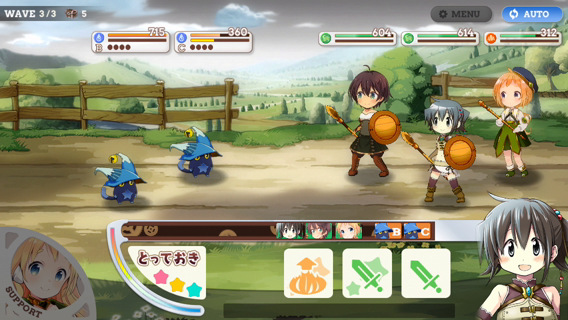 WAVE 3/3 5
MENU
AUTO
715
360
604
614
312
B
C
とっておき
B
C
SUPPORT